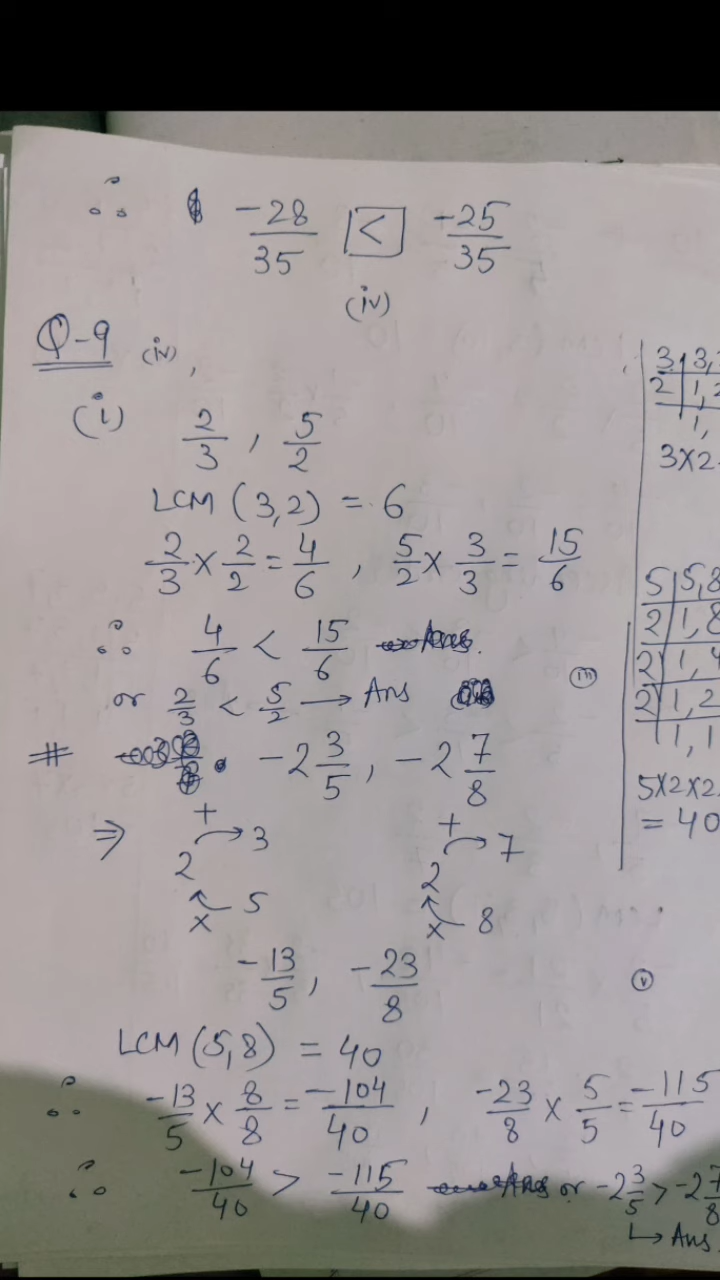 ∴ -28/35 [<] -25/35
(iv)
Q-9 (iv),
(i) 2/3 , 5/2
LCM (3,2) = 6
2/3 × 2/2 = 4/6 , 5/2 × 3/3 = 15/6
∴ 4/6 < 15/6 Ans.
or 2/3 < 5/2 → Ans
# -2 3/5 , -2 7/8
⇒ + 3 + 7
2 2
× 5 × 8
-13/5 , -23/8
LCM (5,8) = 40
∴ -13/5 × 8/8 = -104/40 , -23/8 × 5/5 = -115/40
∴ -104/40 > -115/40 Ans or -2 3/5 > -2 7/8
↳ Ans.
3 | 3,
2 | 1, 2
1,
3×2
(iii)
5 | 5, 8
2 | 1, 8
2 | 1, 4
2 | 1, 2
1, 1
5×2×2
= 40
(v)